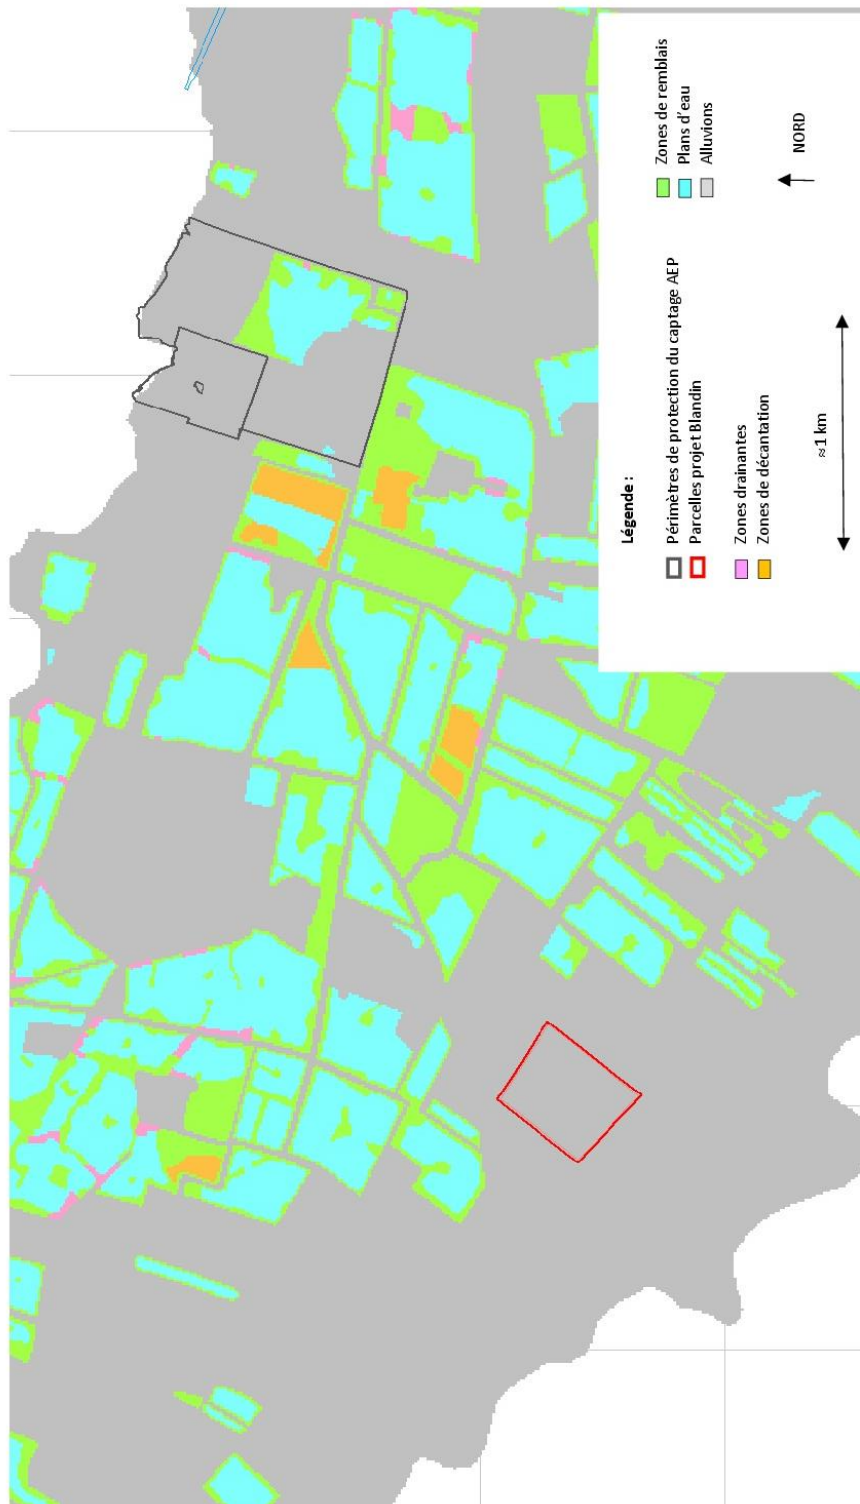 Légende :
Périmètres de protection du captage AEP
Parcelles projet Blandin
Zones drainantes
Zones de décantation
Zones de remblais
Plans d'eau
Alluvions
≈1 km
NORD